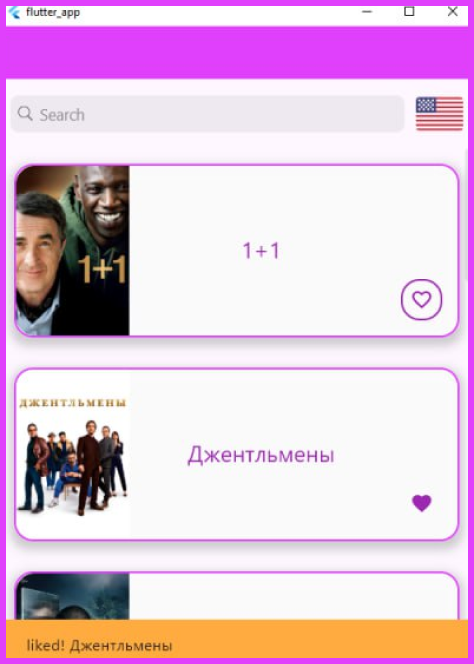 flutter_app
Search
1+1
1+1
ДЖЕНТЛЬМЕНЫ
Джентльмены
liked! Джентльмены